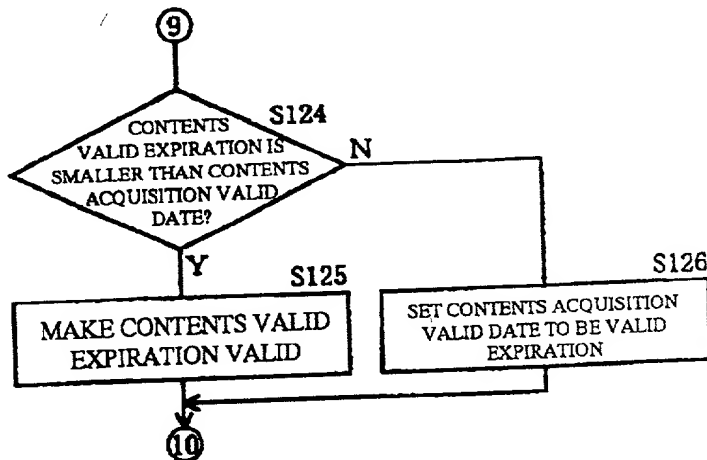 9
S124
CONTENTS
VALID EXPIRATION IS
SMALLER THAN CONTENTS
ACQUISITION VALID
DATE?
N
Y
S125
MAKE CONTENTS VALID
EXPIRATION VALID
S126
SET CONTENTS ACQUISITION
VALID DATE TO BE VALID
EXPIRATION
10